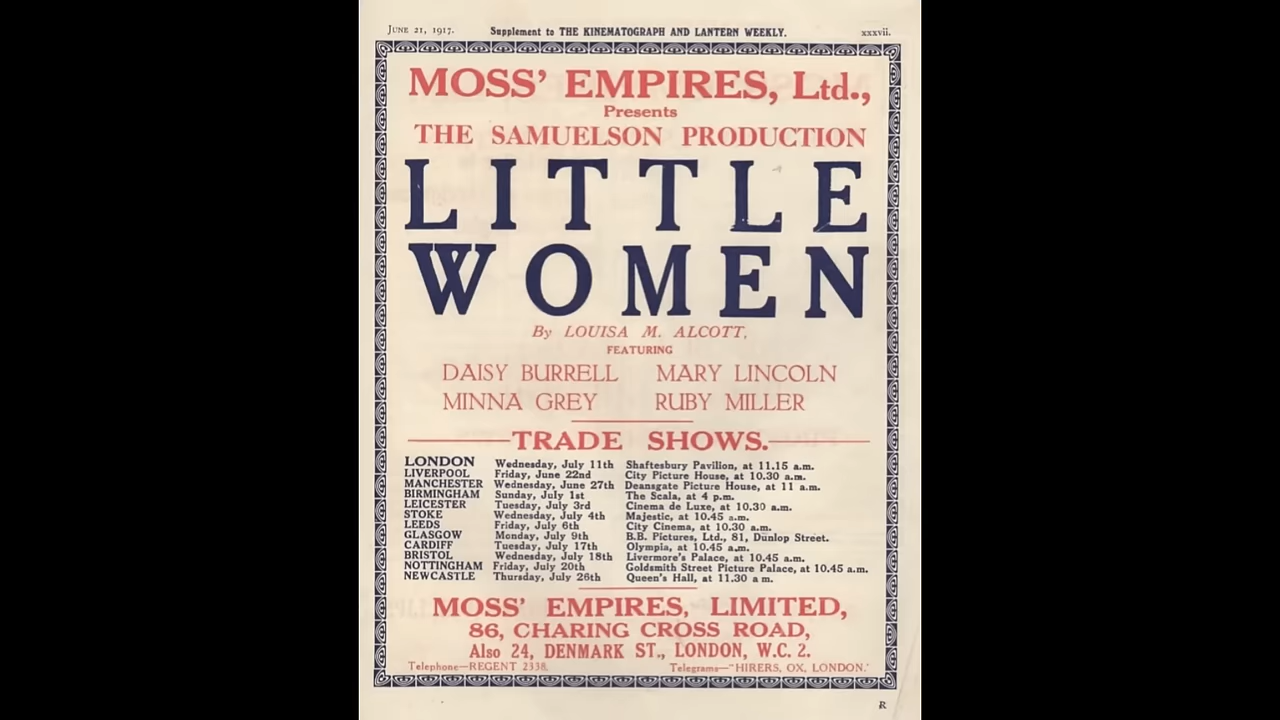 JUNE 21, 1917. Supplement to THE KINEMATOGRAPH AND LANTERN WEEKLY. xxxvii.
MOSS' EMPIRES, Ltd.,
Presents
THE SAMUELSON PRODUCTION
LITTLE
WOMEN
By LOUISA M. ALCOTT,
FEATURING
DAISY BURRELL MARY LINCOLN
MINNA GREY RUBY MILLER
TRADE SHOWS.
LONDON Wednesday, July 11th Shaftesbury Pavilion, at 11.15 a.m.
LIVERPOOL Friday, June 22nd City Picture House, at 10.30 a.m.
MANCHESTER Wednesday, June 27th Deansgate Picture House, at 11 a.m.
BIRMINGHAM Sunday, July 1st The Scala, at 4 p.m.
LEICESTER Tuesday, July 3rd Cinema de Luxe, at 10.30 a.m.
STOKE Wednesday, July 4th Majestic, at 10.45 a.m.
LEEDS Friday, July 6th City Cinema, at 10.30 a.m.
GLASGOW Monday, July 9th B.B. Pictures, Ltd., 81, Dunlop Street.
CARDIFF Tuesday, July 17th Olympia, at 10.45 a.m.
BRISTOL Wednesday, July 18th Livermore's Palace, at 10.45 a.m.
NOTTINGHAM Friday, July 20th Goldsmith Street Picture Palace, at 10.45 a.m.
NEWCASTLE Thursday, July 26th Queen's Hall, at 11.30 a m.
MOSS' EMPIRES, LIMITED,
86, CHARING CROSS ROAD,
Also 24, DENMARK ST., LONDON, W.C. 2.
Telephone—REGENT 2338. Telegrams—"HIRERS, OX, LONDON."
R